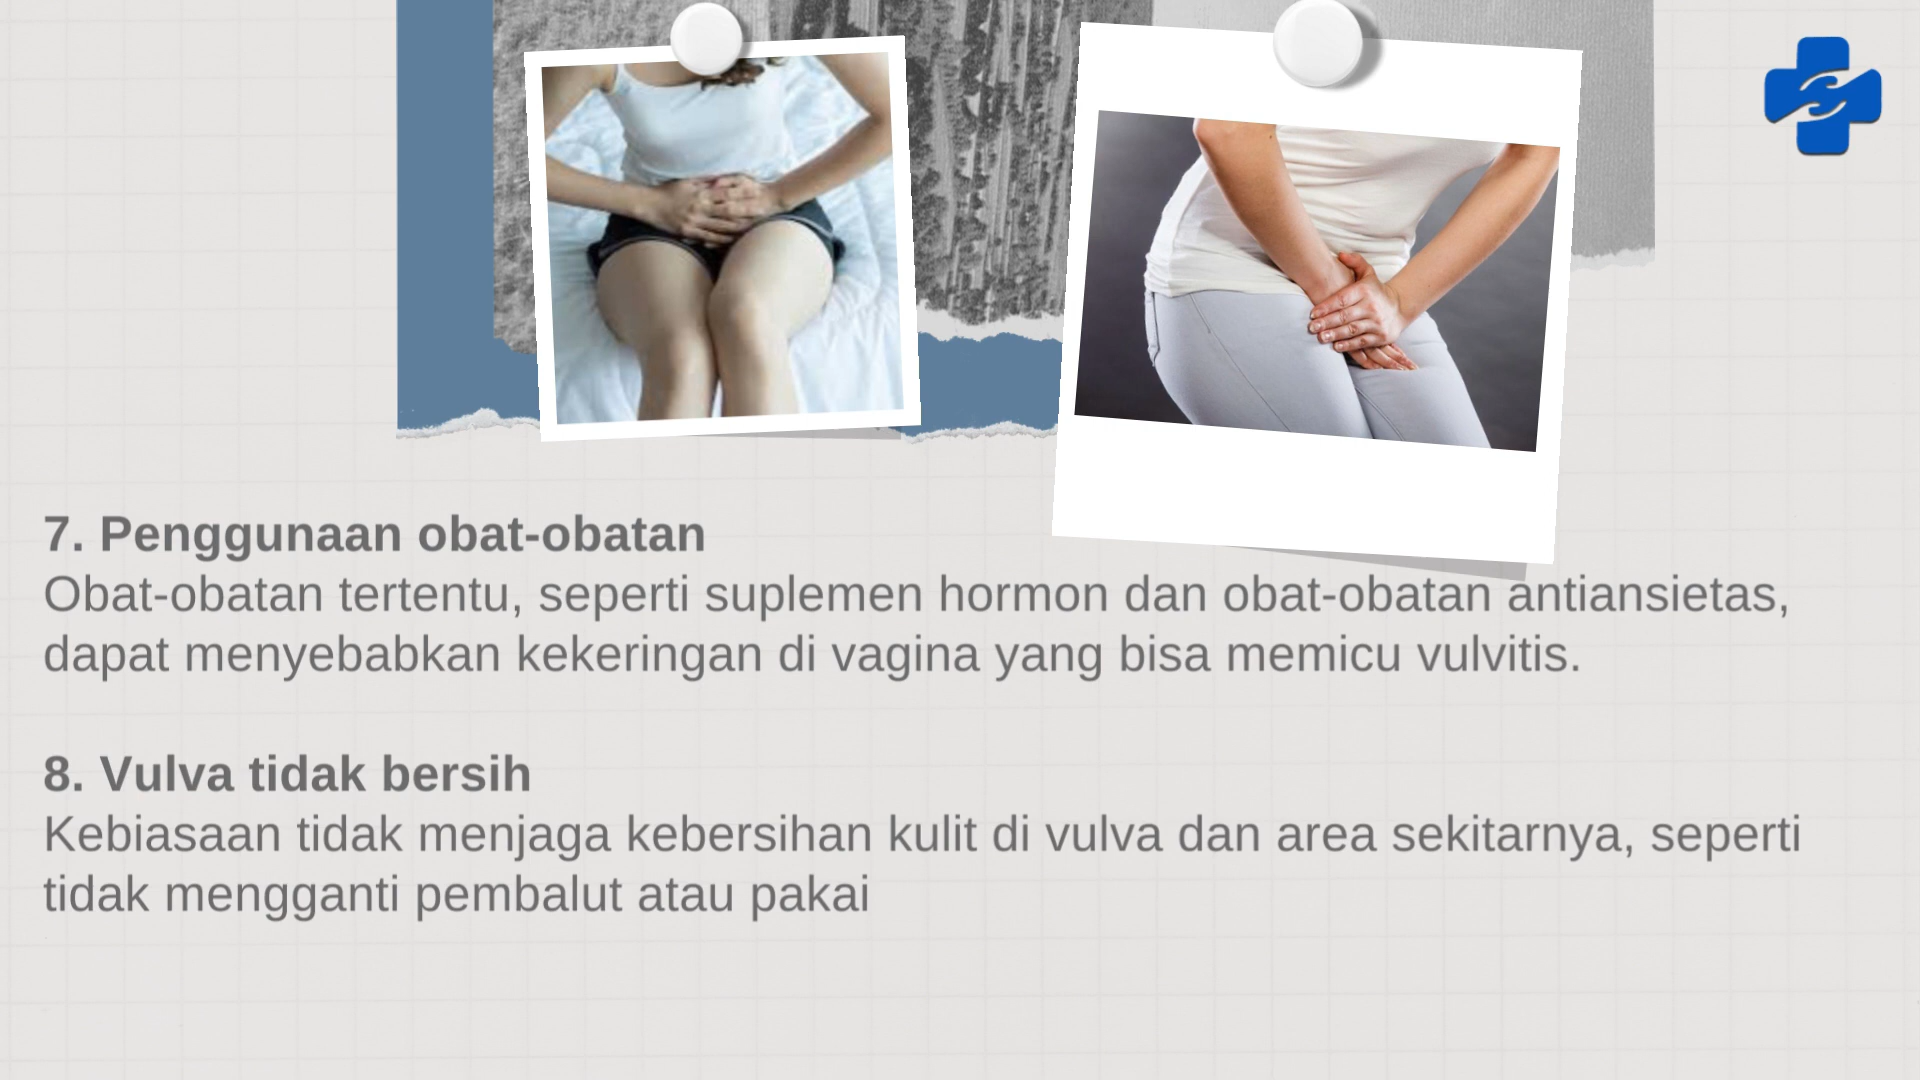 7. Penggunaan obat-obatan
Obat-obatan tertentu, seperti suplemen hormon dan obat-obatan antiansietas,
dapat menyebabkan kekeringan di vagina yang bisa memicu vulvitis.
8. Vulva tidak bersih
Kebiasaan tidak menjaga kebersihan kulit di vulva dan area sekitarnya, seperti
tidak mengganti pembalut atau pakai